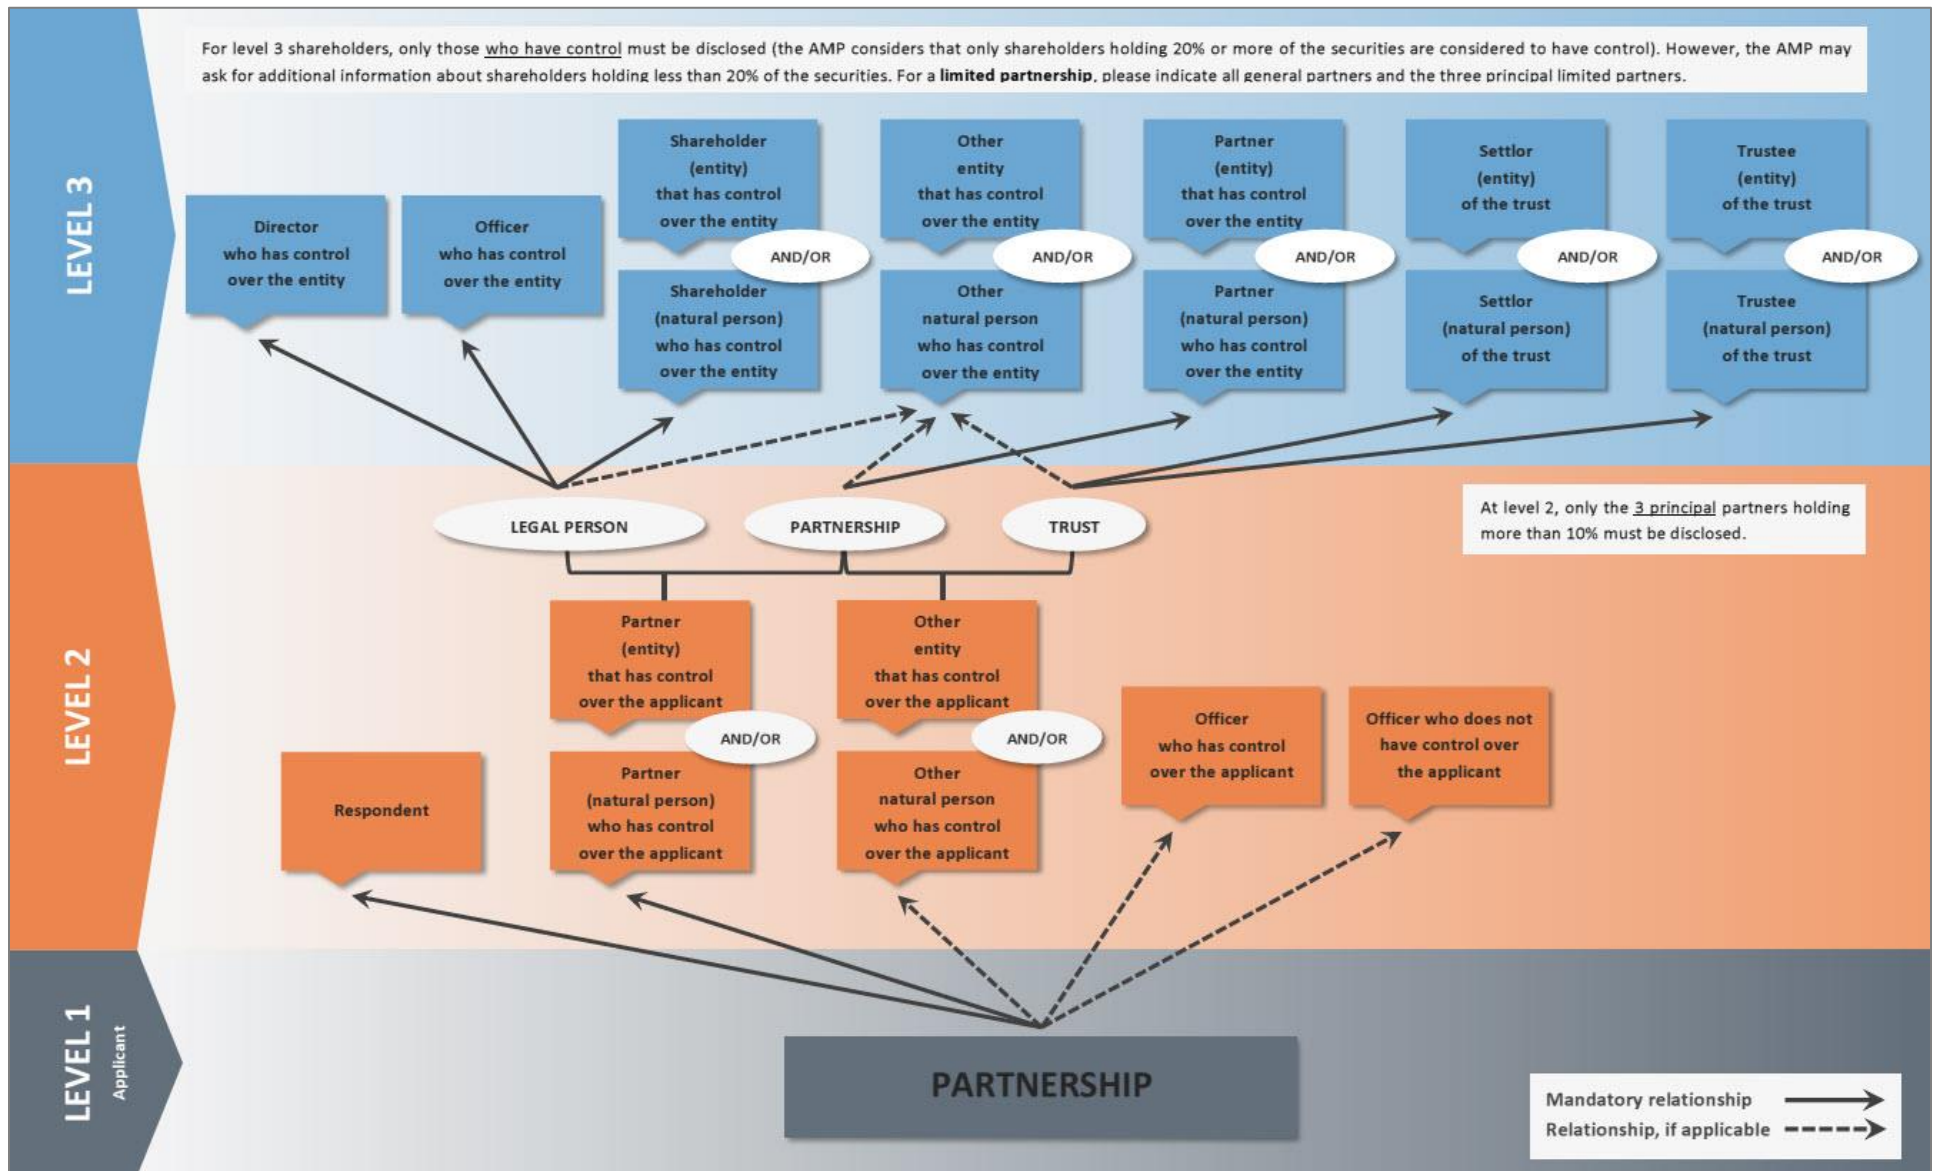 For level 3 shareholders, only those who have control must be disclosed (the AMP considers that only shareholders holding 20% or more of the securities are considered to have control). However, the AMP may
ask for additional information about shareholders holding less than 20% of the securities. For a limited partnership, please indicate all general partners and the three principal limited partners.
LEVEL 3
Director
who has control
over the entity
Officer
who has control
over the entity
Shareholder
(entity)
that has control
over the entity
AND/OR
Shareholder
(natural person)
who has control
over the entity
Other
entity
that has control
over the entity
AND/OR
Other
natural person
who has control
over the entity
Partner
(entity)
that has control
over the entity
AND/OR
Partner
(natural person)
who has control
over the entity
Settlor
(entity)
of the trust
AND/OR
Settlor
(natural person)
of the trust
Trustee
(entity)
of the trust
AND/OR
Trustee
(natural person)
of the trust
LEVEL 2
LEGAL PERSON
PARTNERSHIP
TRUST
At level 2, only the 3 principal partners holding
more than 10% must be disclosed.
Respondent
Partner
(entity)
that has control
over the applicant
AND/OR
Partner
(natural person)
who has control
over the applicant
Other
entity
that has control
over the applicant
AND/OR
Other
natural person
who has control
over the applicant
Officer
who has control
over the applicant
Officer who does not
have control over
the applicant
LEVEL 1
Applicant
PARTNERSHIP
Mandatory relationship
Relationship, if applicable